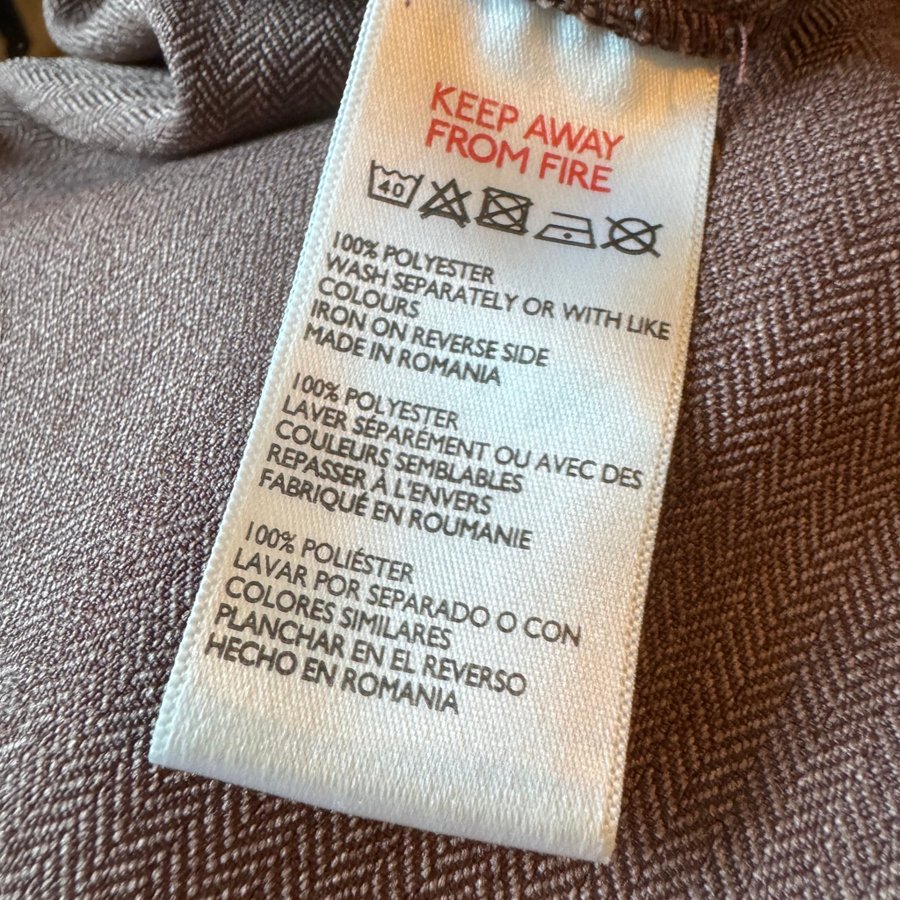 KEEP AWAY
FROM FIRE
40
100% POLYESTER
WASH SEPARATELY OR WITH LIKE
COLOURS
IRON ON REVERSE SIDE
MADE IN ROMANIA
100% POLYESTER
LAVER SÉPARÉMENT OU AVEC DES
COULEURS SEMBLABLES
REPASSER À L'ENVERS
FABRIQUÉ EN ROUMANIE
100% POLIÉSTER
LAVAR POR SEPARADO O CON
COLORES SIMILARES
PLANCHAR EN EL REVERSO
HECHO EN ROMANIA